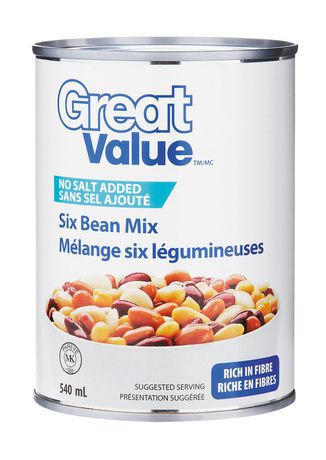 Great
Value
TM/MC
NO SALT ADDED
SANS SEL AJOUTÉ
Six Bean Mix
Mélange six légumineuses
MK
540 mL
SUGGESTED SERVING
PRÉSENTATION SUGGÉRÉE
RICH IN FIBRE
RICHE EN FIBRES